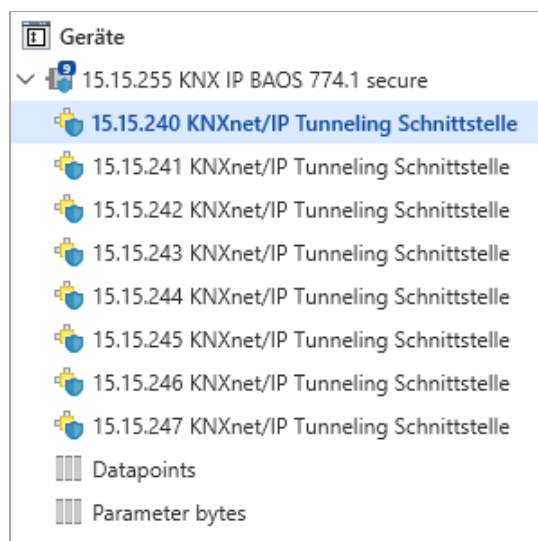 Geräte
9
15.15.255 KNX IP BAOS 774.1 secure
15.15.240 KNXnet/IP Tunneling Schnittstelle
15.15.241 KNXnet/IP Tunneling Schnittstelle
15.15.242 KNXnet/IP Tunneling Schnittstelle
15.15.243 KNXnet/IP Tunneling Schnittstelle
15.15.244 KNXnet/IP Tunneling Schnittstelle
15.15.245 KNXnet/IP Tunneling Schnittstelle
15.15.246 KNXnet/IP Tunneling Schnittstelle
15.15.247 KNXnet/IP Tunneling Schnittstelle
Datapoints
Parameter bytes